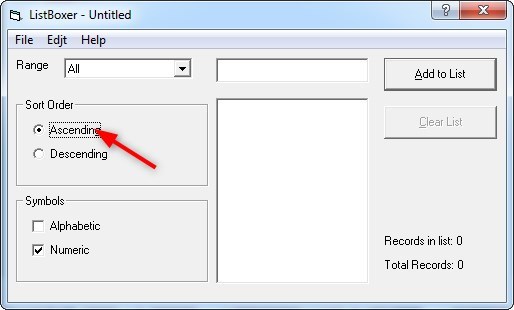 ListBoxer - Untitled
File Edjt Help
Range All Add to List
Sort Order Clear List
Ascending
Descending
Symbols
Alphabetic
Numeric
Records in list: 0
Total Records: 0